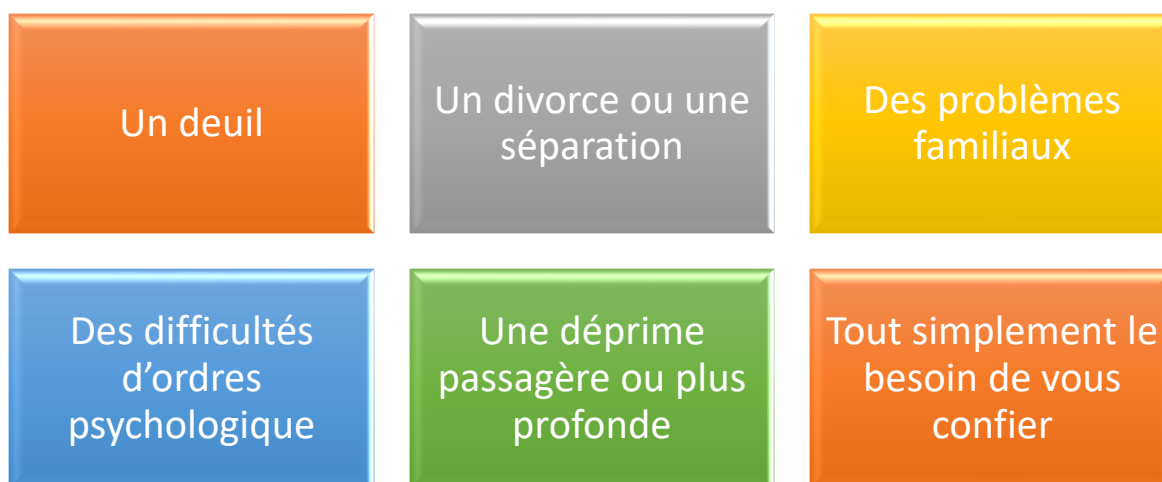 Un deuil
Un divorce ou une
séparation
Des problèmes
familiaux
Des difficultés
d’ordres
psychologique
Une déprime
passagère ou plus
profonde
Tout simplement le
besoin de vous
confier